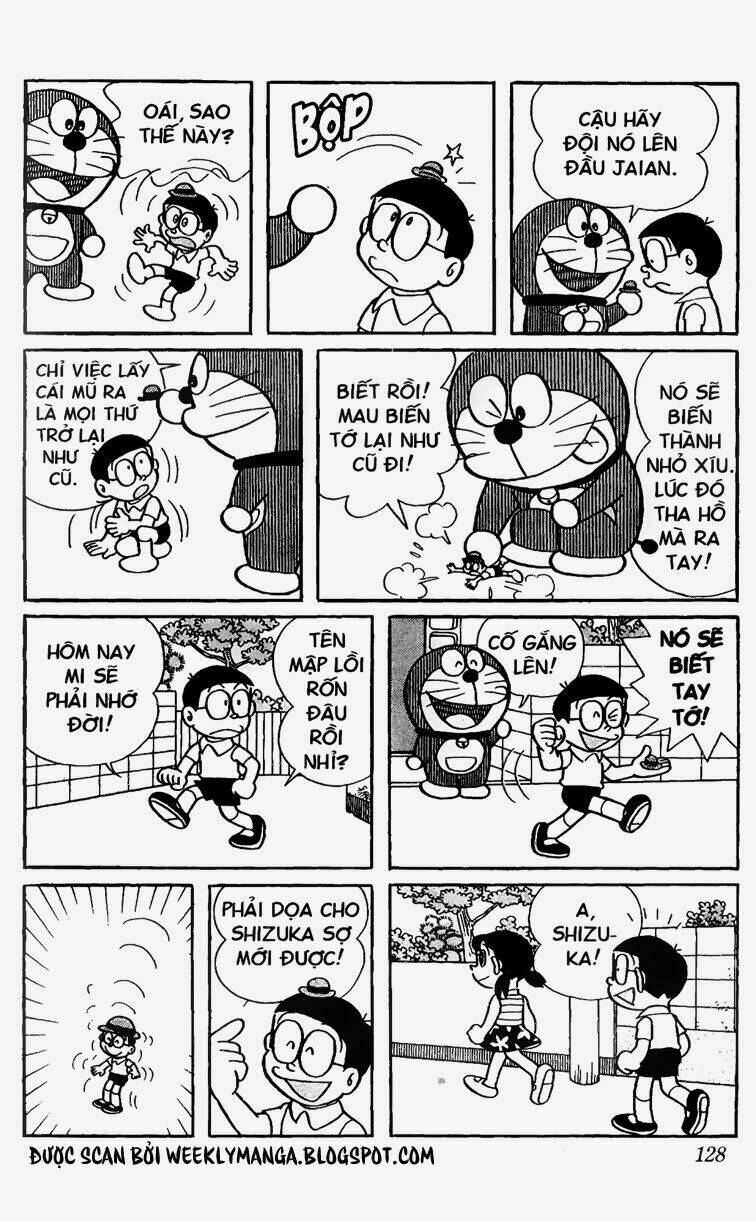 CẬU HÃY
ĐỘI NÓ LÊN
ĐẦU JAIAN.
BỘP
OÁI, SAO
THẾ NÀY?
NÓ SẼ
BIẾN
THÀNH
NHỎ XÍU.
LÚC ĐÓ
THA HỒ
MÀ RA
TAY!
BIẾT RỒI!
MAU BIẾN
TỚ LẠI NHƯ
CŨ ĐI!
CHỈ VIỆC LẤY
CÁI MŨ RA
LÀ MỌI THỨ
TRỞ LẠI
NHƯ
CŨ.
NÓ SẼ
BIẾT
TAY
TỚ!
CỐ GẮNG
LÊN!
TÊN
MẬP LỒI
RỐN
ĐÂU
RỒI
NHỈ?
HÔM NAY
MI SẼ
PHẢI NHỚ
ĐỜI!
A,
SHIZU-
KA!
PHẢI DỌA CHO
SHIZUKA SỢ
MỚI ĐƯỢC!
ĐƯỢC SCAN BỞI WEEKLYMANGA.BLOGSPOT.COM
128